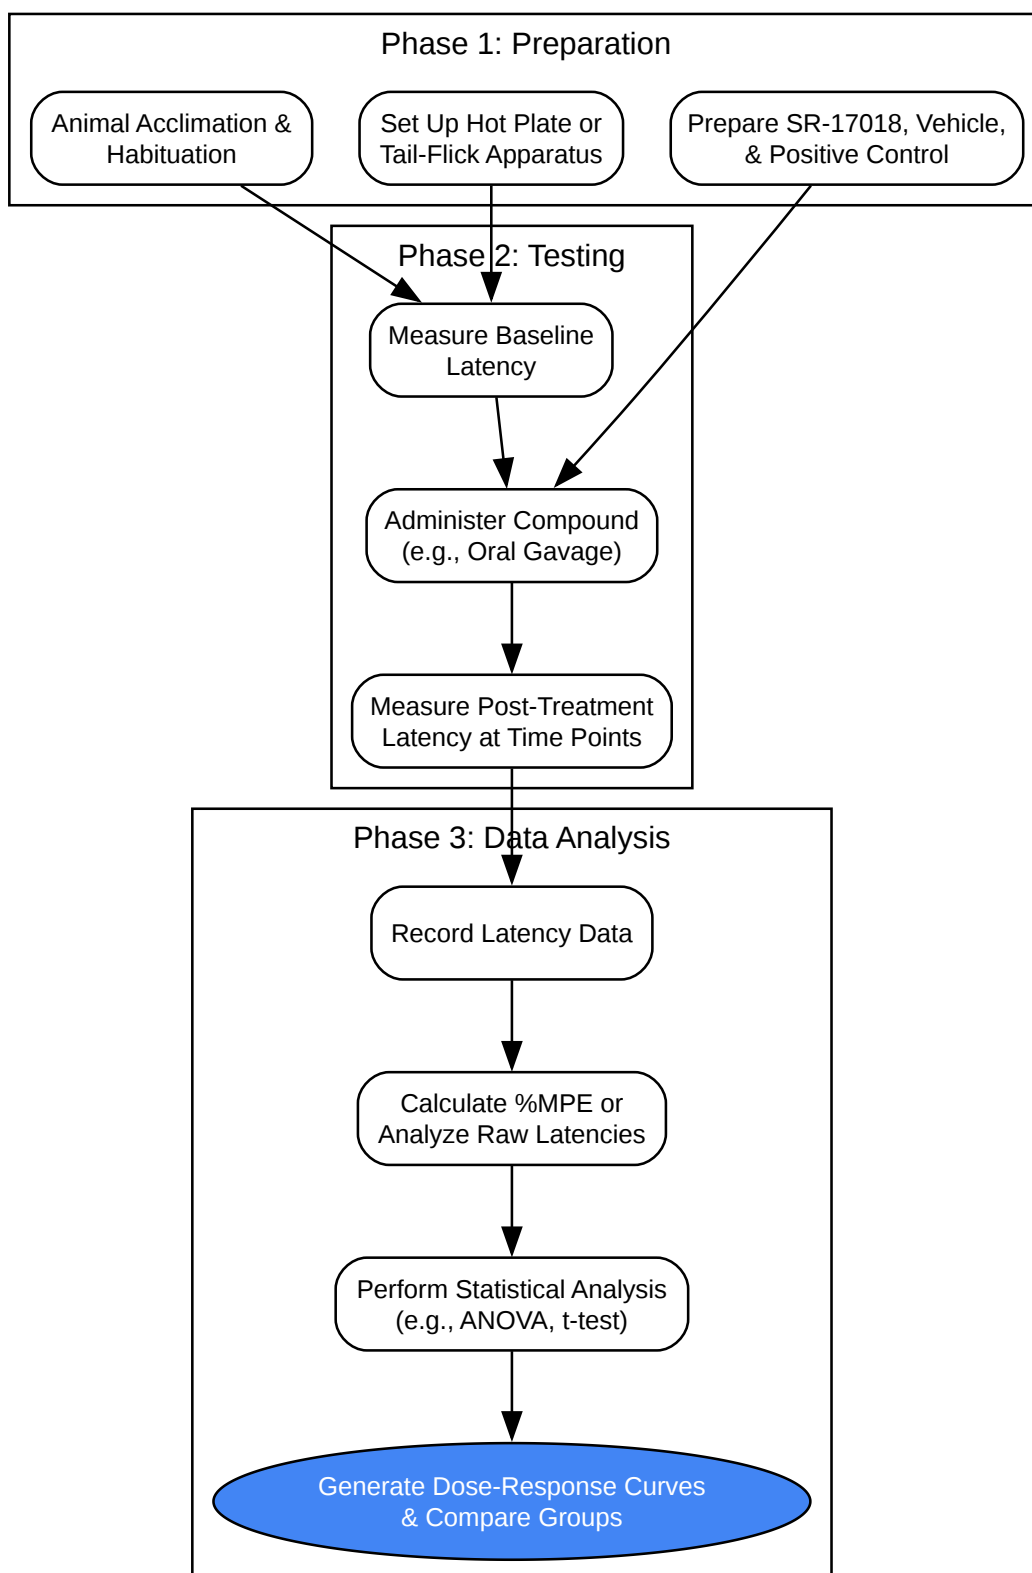 Phase 1: Preparation
Animal Acclimation &
Habituation
Set Up Hot Plate or
Tail-Flick Apparatus
Prepare SR-17018, Vehicle,
& Positive Control
Phase 2: Testing
Measure Baseline
Latency
Administer Compound
(e.g., Oral Gavage)
Measure Post-Treatment
Latency at Time Points
Phase 3: Data Analysis
Record Latency Data
Calculate %MPE or
Analyze Raw Latencies
Perform Statistical Analysis
(e.g., ANOVA, t-test)
Generate Dose-Response Curves
& Compare Groups